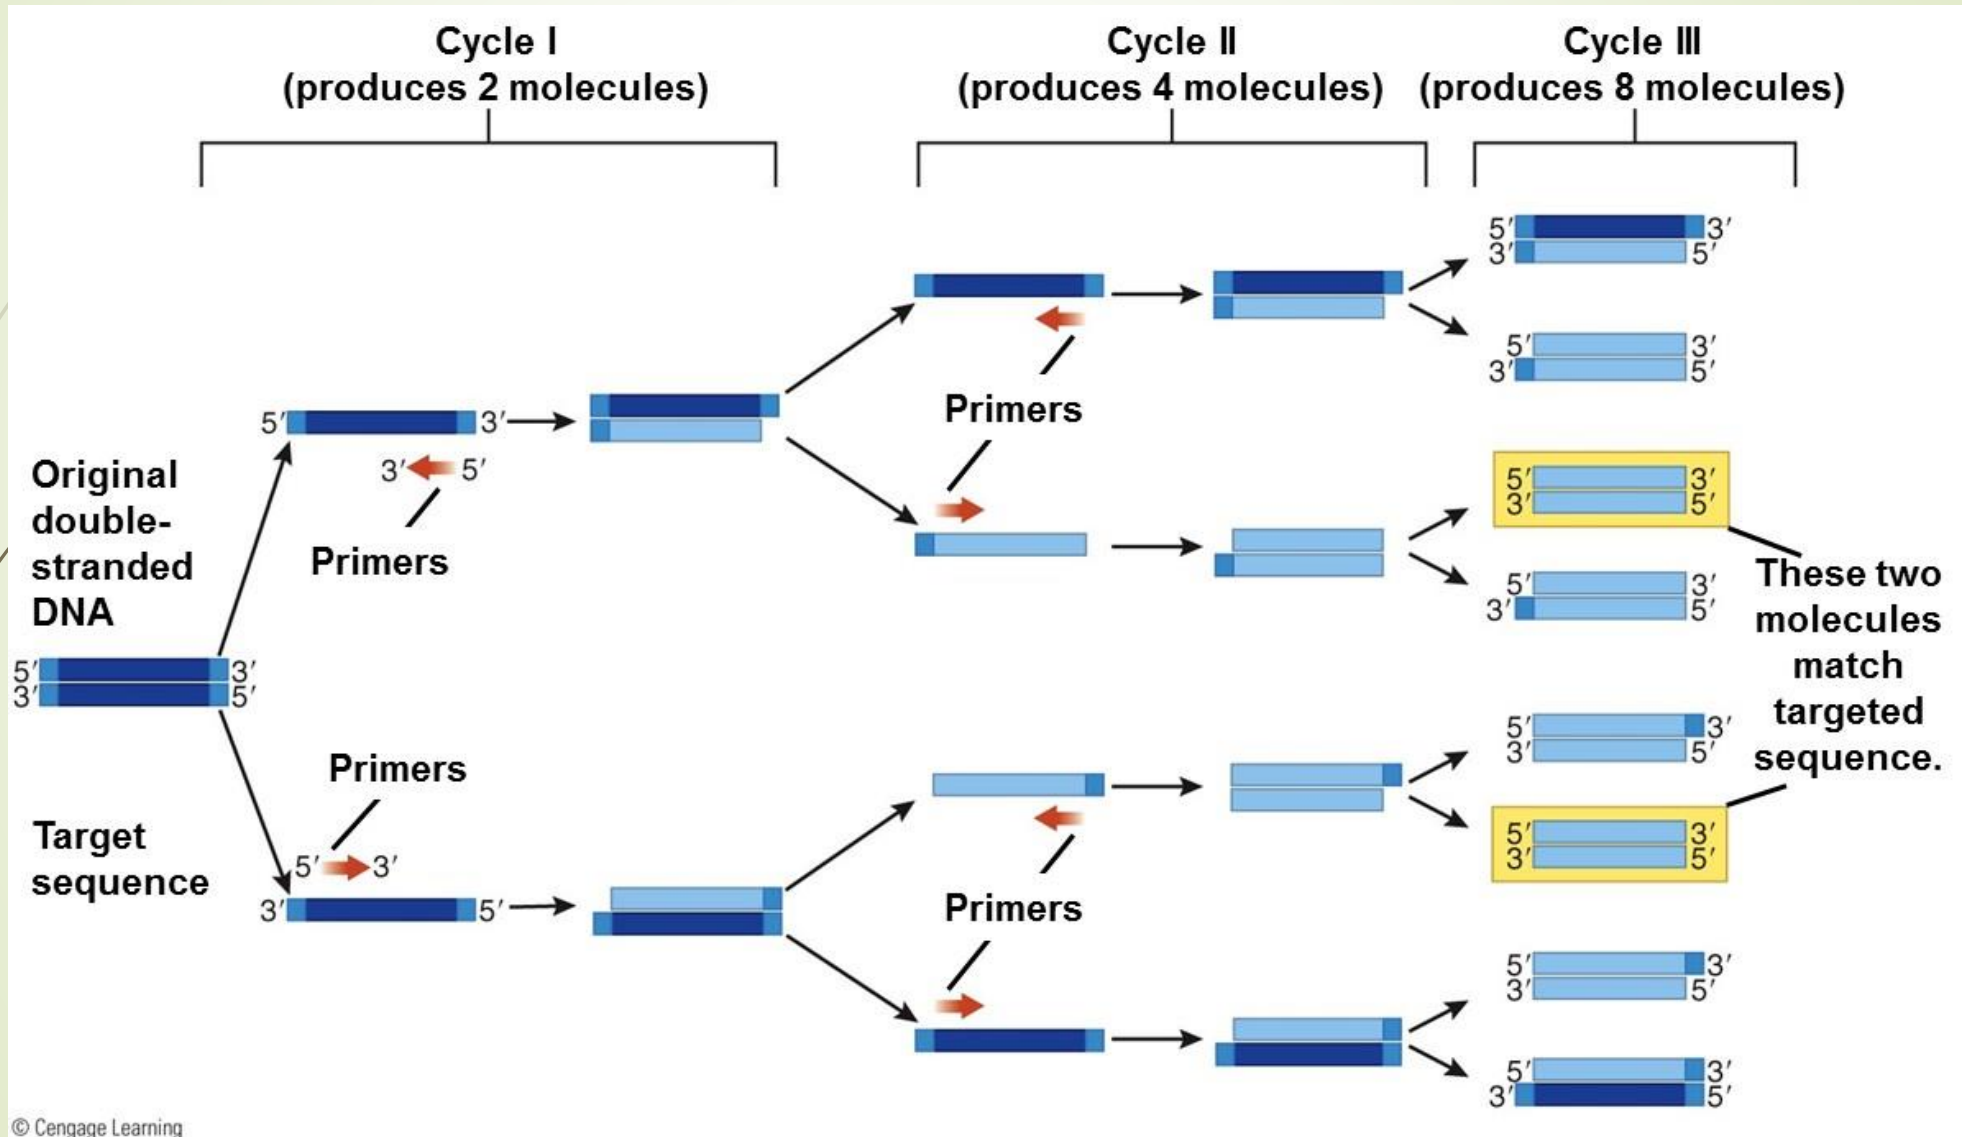 Cycle I
(produces 2 molecules)
Cycle II
(produces 4 molecules)
Cycle III
(produces 8 molecules)
Original
double-
stranded
DNA
5′ 3′
3′ 5′
Target
sequence
5′ 3′
3′ 5′
Primers
Primers
5′ 3′
3′ 5′
Primers
Primers
5′ 3′
3′ 5′
5′ 3′
3′ 5′
5′ 3′
3′ 5′
5′ 3′
3′ 5′
5′ 3′
3′ 5′
5′ 3′
3′ 5′
5′ 3′
3′ 5′
5′ 3′
3′ 5′
These two
molecules
match
targeted
sequence.
© Cengage Learning